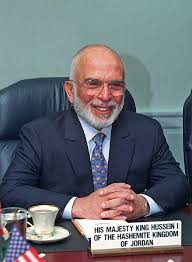 HIS MAJESTY KING HUSSEIN I
OF THE HASHEMITE KINGDOM
OF JORDAN